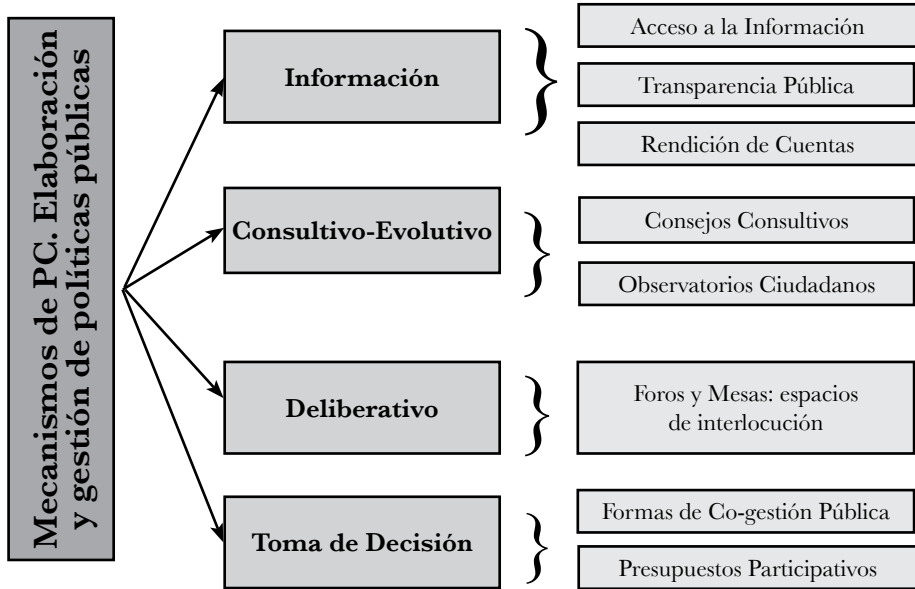 Mecanismos de PC. Elaboración
y gestión de políticas públicas
Información
Acceso a la Información
Transparencia Pública
Rendición de Cuentas
Consultivo-Evolutivo
Consejos Consultivos
Observatorios Ciudadanos
Deliberativo
Foros y Mesas: espacios
de interlocución
Toma de Decisión
Formas de Co-gestión Pública
Presupuestos Participativos